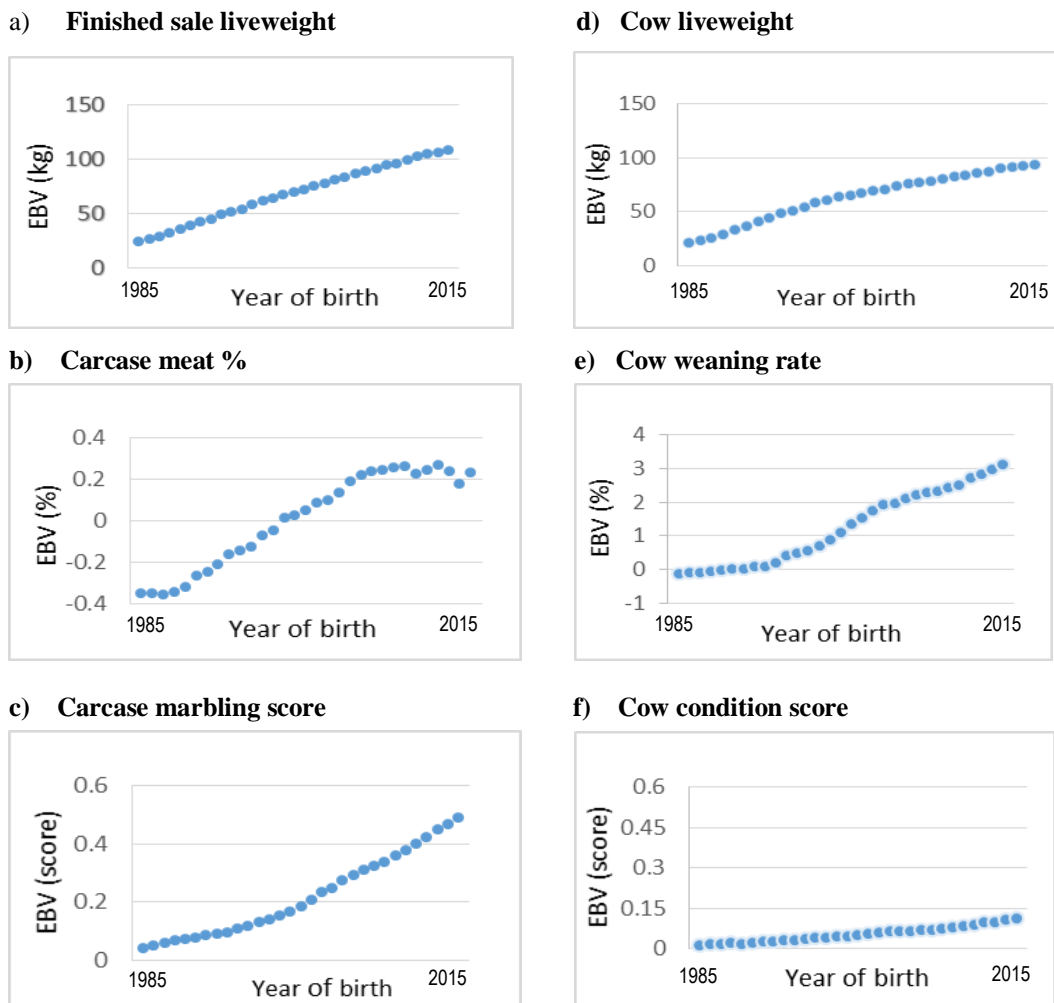 a) Finished sale liveweight
150
100
50
0
EBV (kg)
1985
Year of birth
2015
b) Carcase meat %
0.4
0.2
0
-0.2
-0.4
EBV (%)
1985
Year of birth
2015
c) Carcase marbling score
0.6
0.4
0.2
0
EBV (score)
1985
Year of birth
2015
d) Cow liveweight
150
100
50
0
EBV (kg)
1985
Year of birth
2015
e) Cow weaning rate
4
3
2
1
0
-1
EBV (%)
1985
Year of birth
2015
f) Cow condition score
0.6
0.45
0.3
0.15
0
EBV (score)
1985
Year of birth
2015